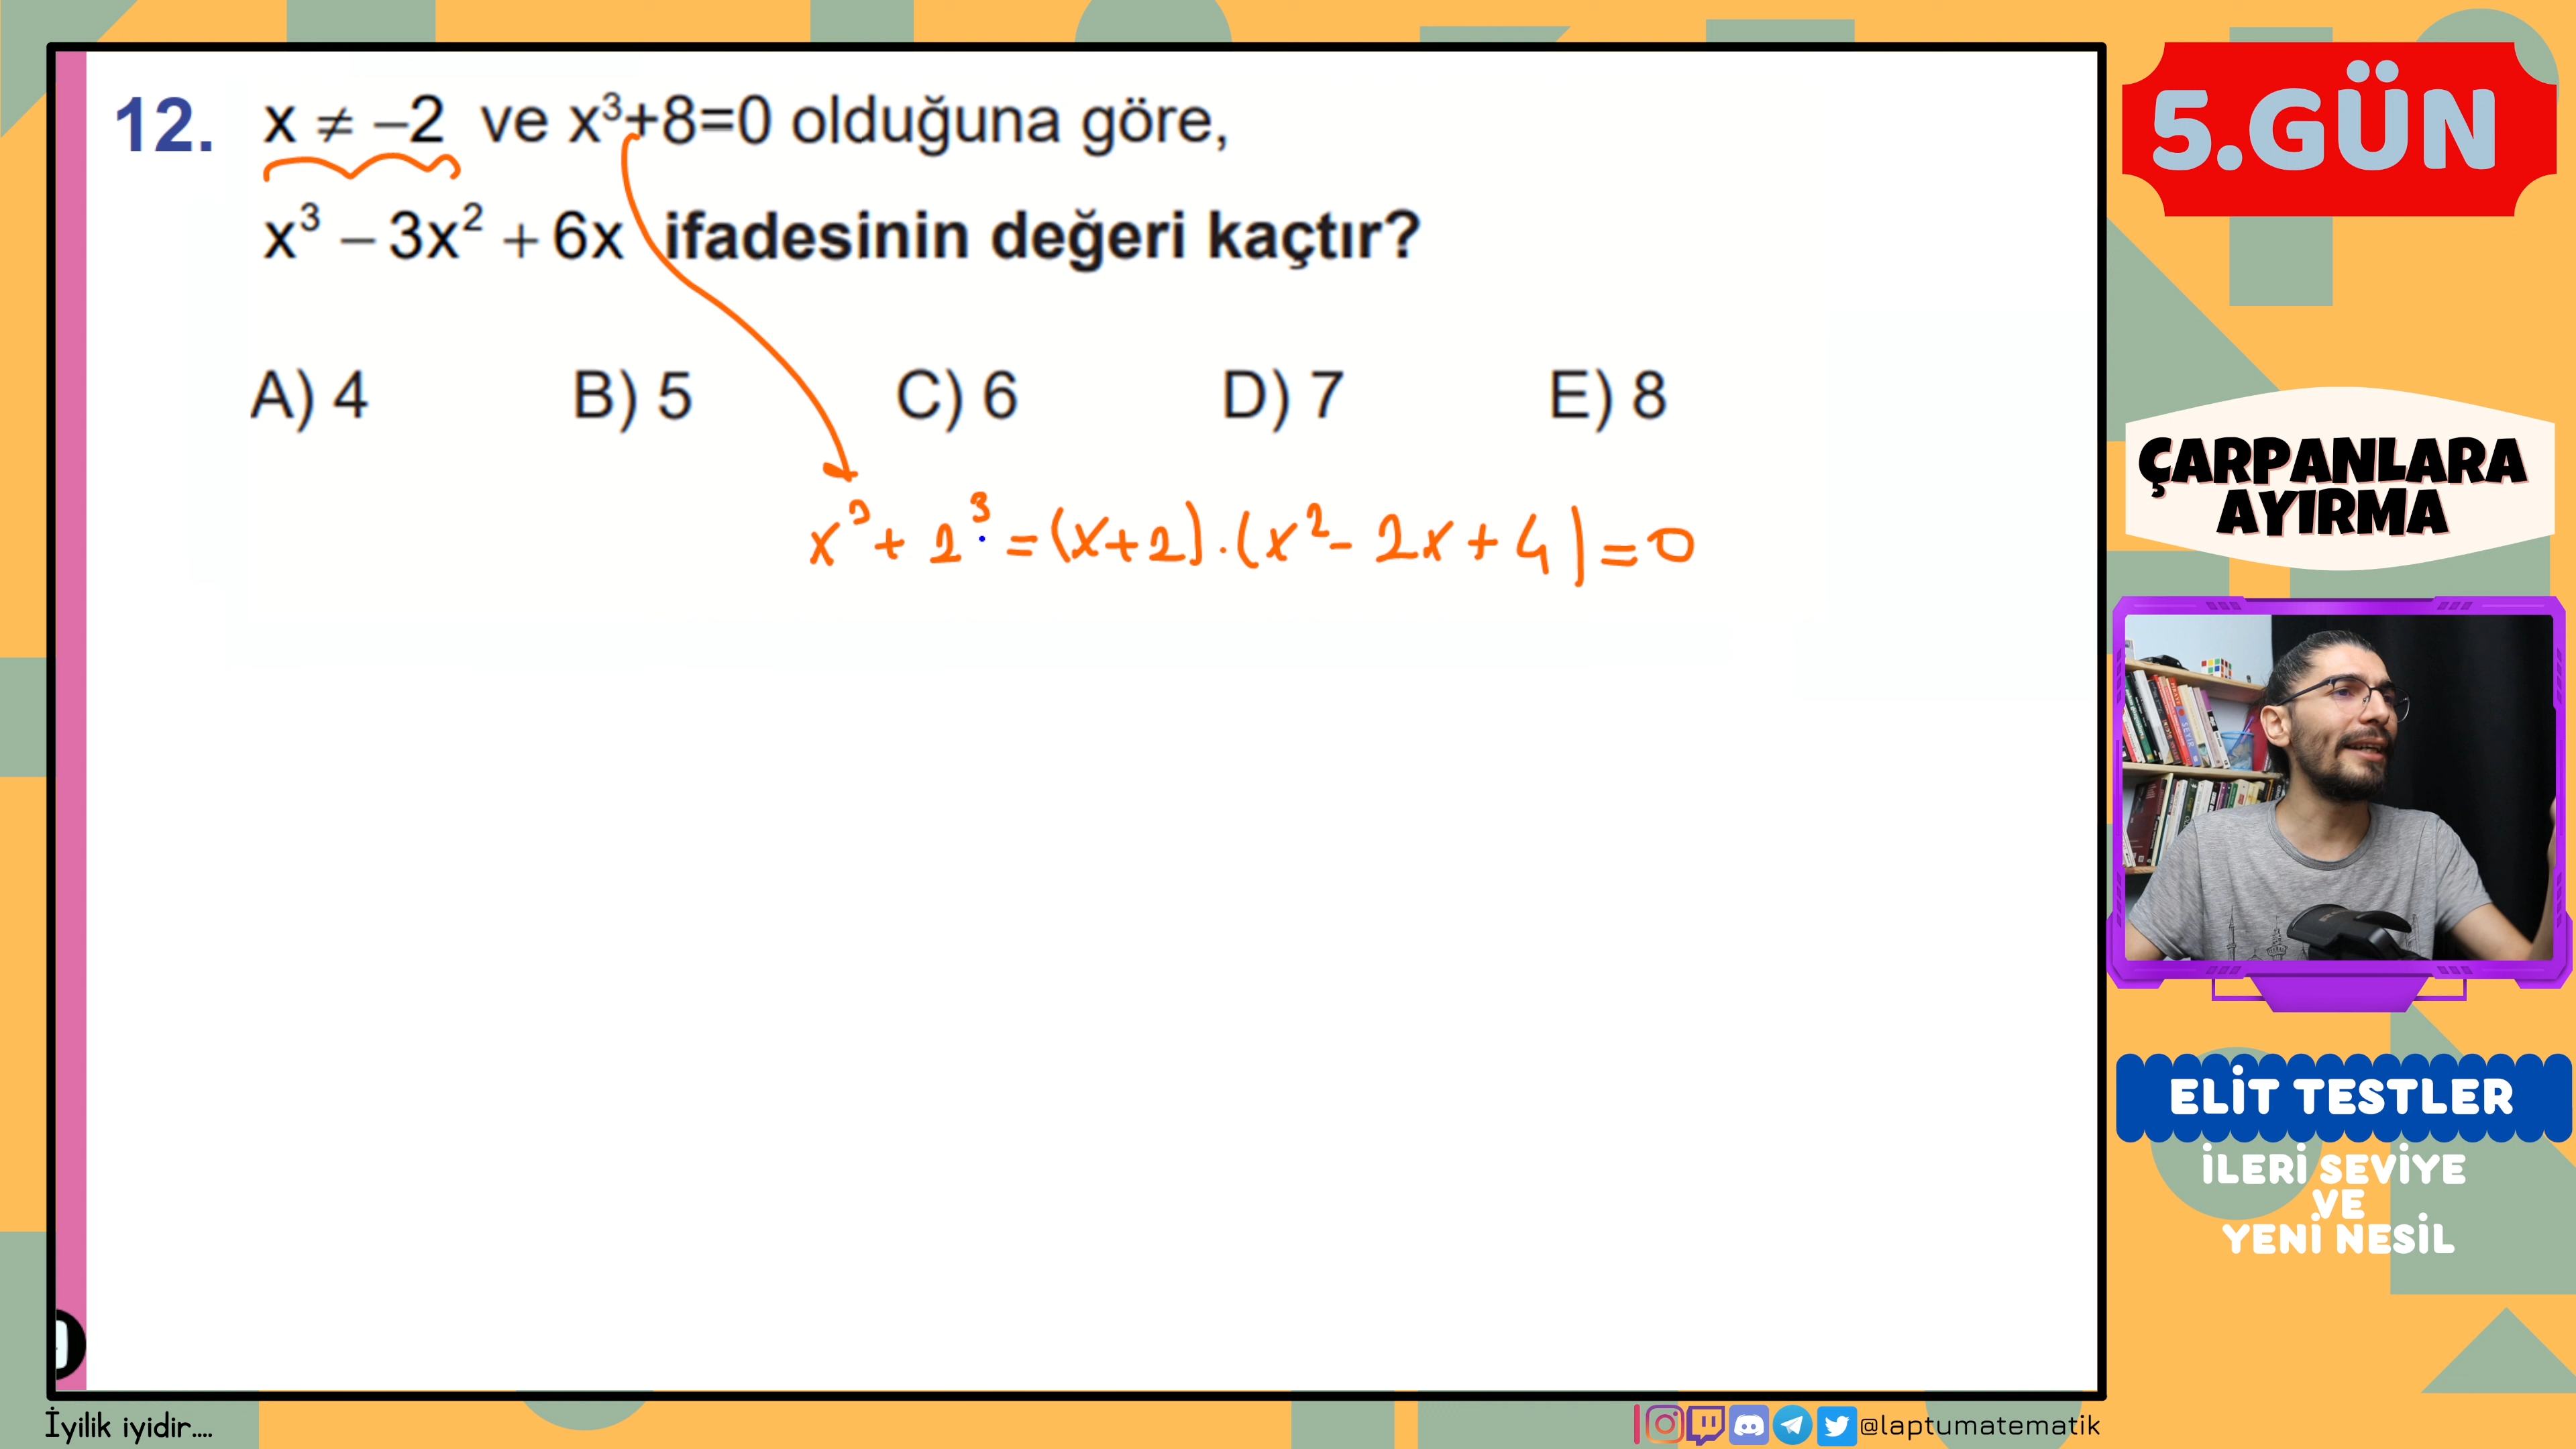 12. x ≠ –2 ve x³+8=0 olduğuna göre,
x³ – 3x² + 6x ifadesinin değeri kaçtır?
A) 4 B) 5 C) 6 D) 7 E) 8
x³ + 2³ = (x+2).(x² - 2x + 4) = 0
5.GÜN
ÇARPANLARA
AYIRMA
ELİT TESTLER
İLERİ SEVİYE
VE
YENİ NESİL
İyilik iyidir....
@laptumatematik